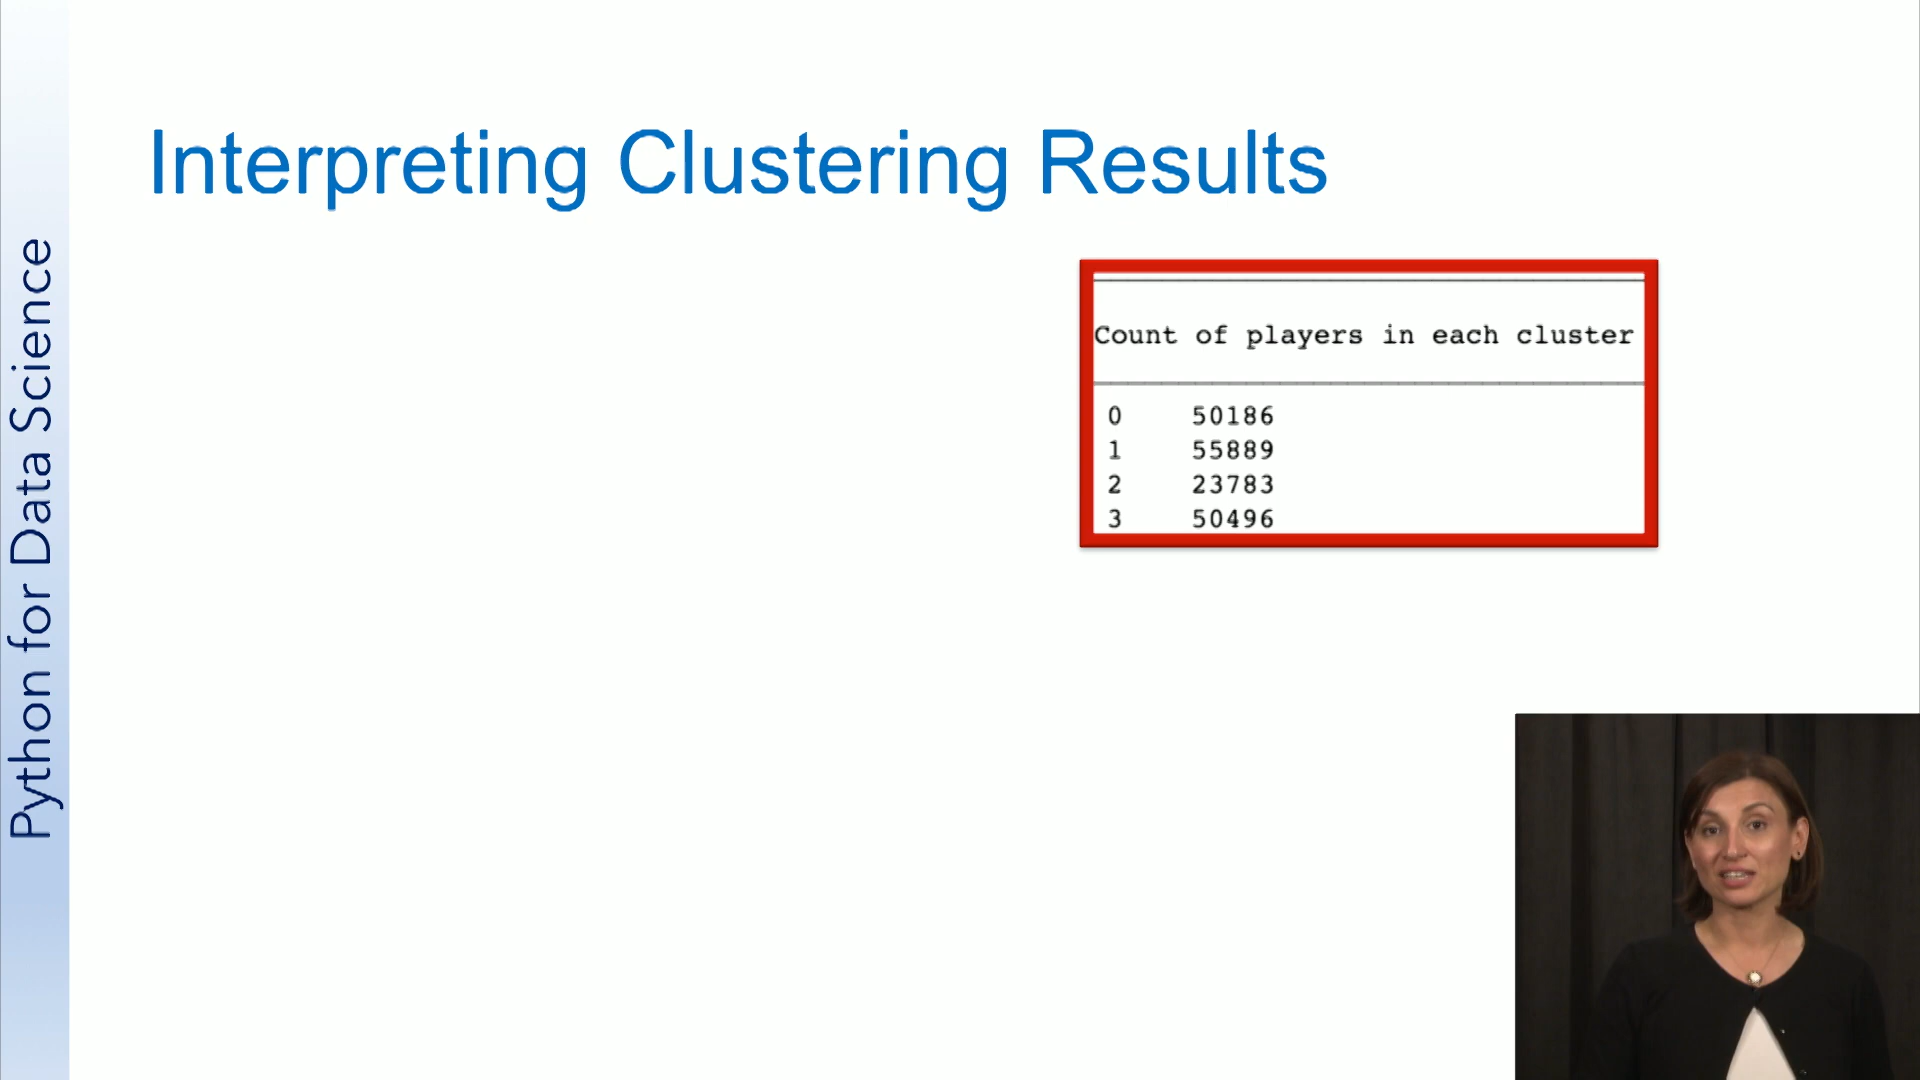 Python for Data Science
Interpreting Clustering Results
Count of players in each cluster
0 50186
1 55889
2 23783
3 50496